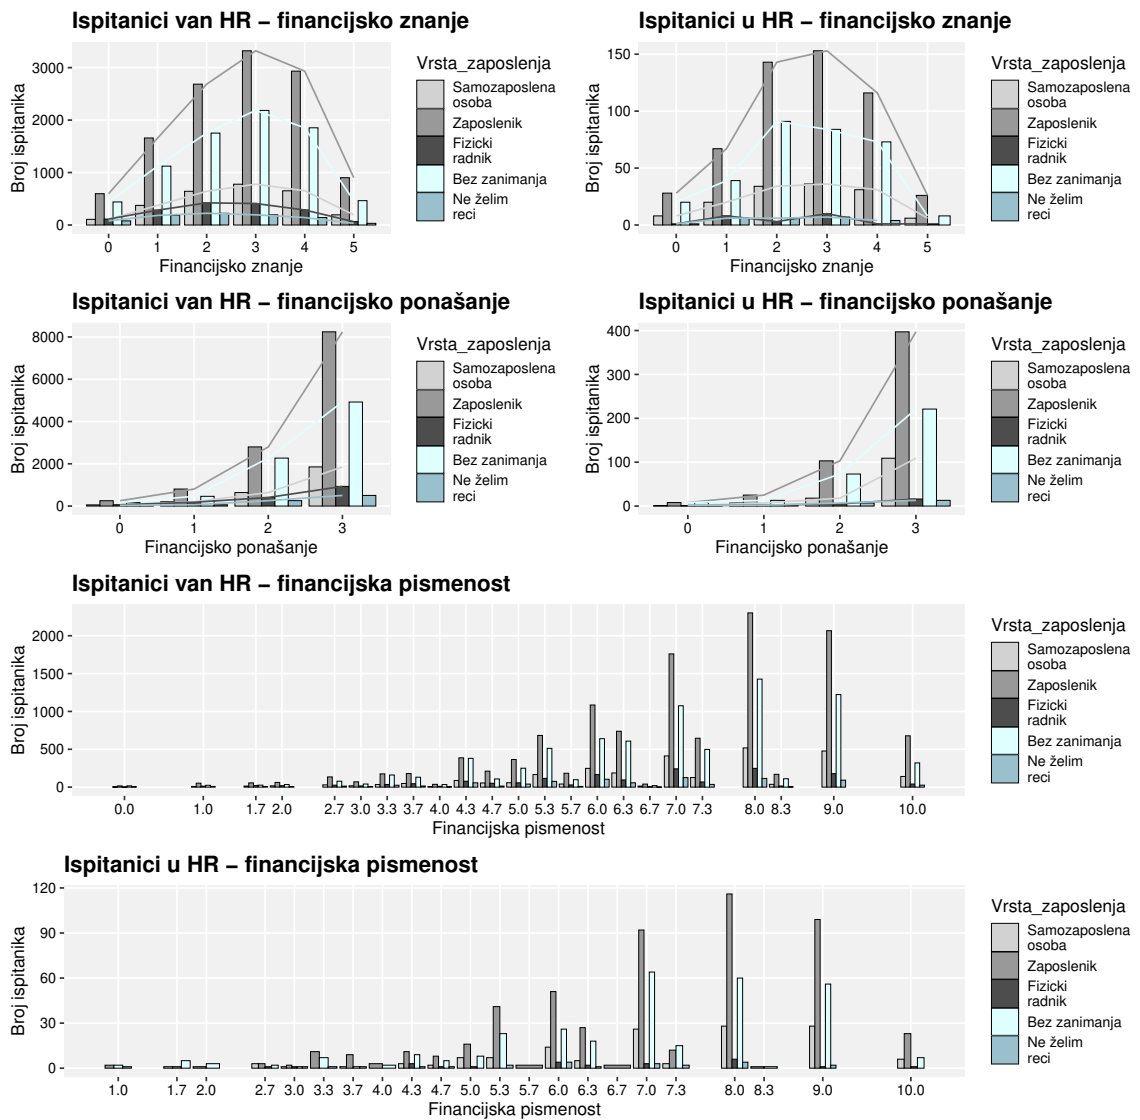 Ispitanici van HR − financijsko znanje
Broj ispitanika
3000
2000
1000
0
0 1 2 3 4 5
Financijsko znanje
Vrsta_zaposlenja
Samozaposlena
osoba
Zaposlenik
Fizicki
radnik
Bez zanimanja
Ne želim
reci
Ispitanici u HR − financijsko znanje
Broj ispitanika
150
100
50
0
0 1 2 3 4 5
Financijsko znanje
Vrsta_zaposlenja
Samozaposlena
osoba
Zaposlenik
Fizicki
radnik
Bez zanimanja
Ne želim
reci
Ispitanici van HR − financijsko ponašanje
Broj ispitanika
8000
6000
4000
2000
0
0 1 2 3
Financijsko ponašanje
Vrsta_zaposlenja
Samozaposlena
osoba
Zaposlenik
Fizicki
radnik
Bez zanimanja
Ne želim
reci
Ispitanici u HR − financijsko ponašanje
Broj ispitanika
400
300
200
100
0
0 1 2 3
Financijsko ponašanje
Vrsta_zaposlenja
Samozaposlena
osoba
Zaposlenik
Fizicki
radnik
Bez zanimanja
Ne želim
reci
Ispitanici van HR − financijska pismenost
Broj ispitanika
2000
1500
1000
500
0
0.0 1.0 1.7 2.0 2.7 3.0 3.3 3.7 4.0 4.3 4.7 5.0 5.3 5.7 6.0 6.3 6.7 7.0 7.3 8.0 8.3 9.0 10.0
Financijska pismenost
Vrsta_zaposlenja
Samozaposlena
osoba
Zaposlenik
Fizicki
radnik
Bez zanimanja
Ne želim
reci
Ispitanici u HR − financijska pismenost
Broj ispitanika
120
90
60
30
0
1.0 1.7 2.0 2.7 3.0 3.3 3.7 4.0 4.3 4.7 5.0 5.3 5.7 6.0 6.3 6.7 7.0 7.3 8.0 8.3 9.0 10.0
Financijska pismenost
Vrsta_zaposlenja
Samozaposlena
osoba
Zaposlenik
Fizicki
radnik
Bez zanimanja
Ne želim
reci